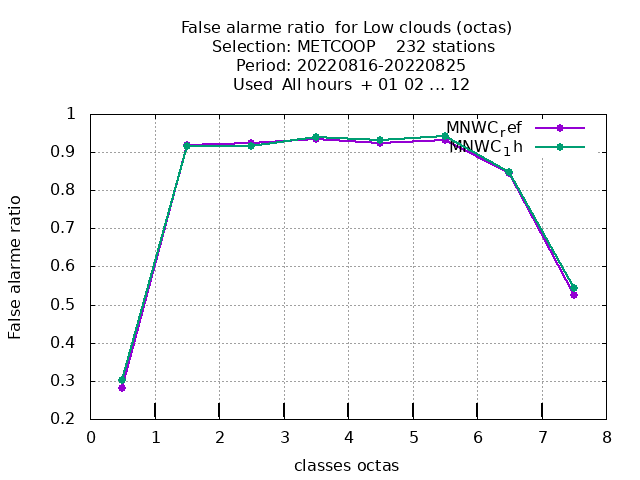 False alarme ratio for Low clouds (octas)
Selection: METCOOP 232 stations
Period: 20220816-20220825
Used All hours + 01 02 ... 12
MNWC_ref
MNWC_1h
1
0.9
0.8
0.7
0.6
0.5
0.4
0.3
0.2
False alarme ratio
0 1 2 3 4 5 6 7 8
classes octas